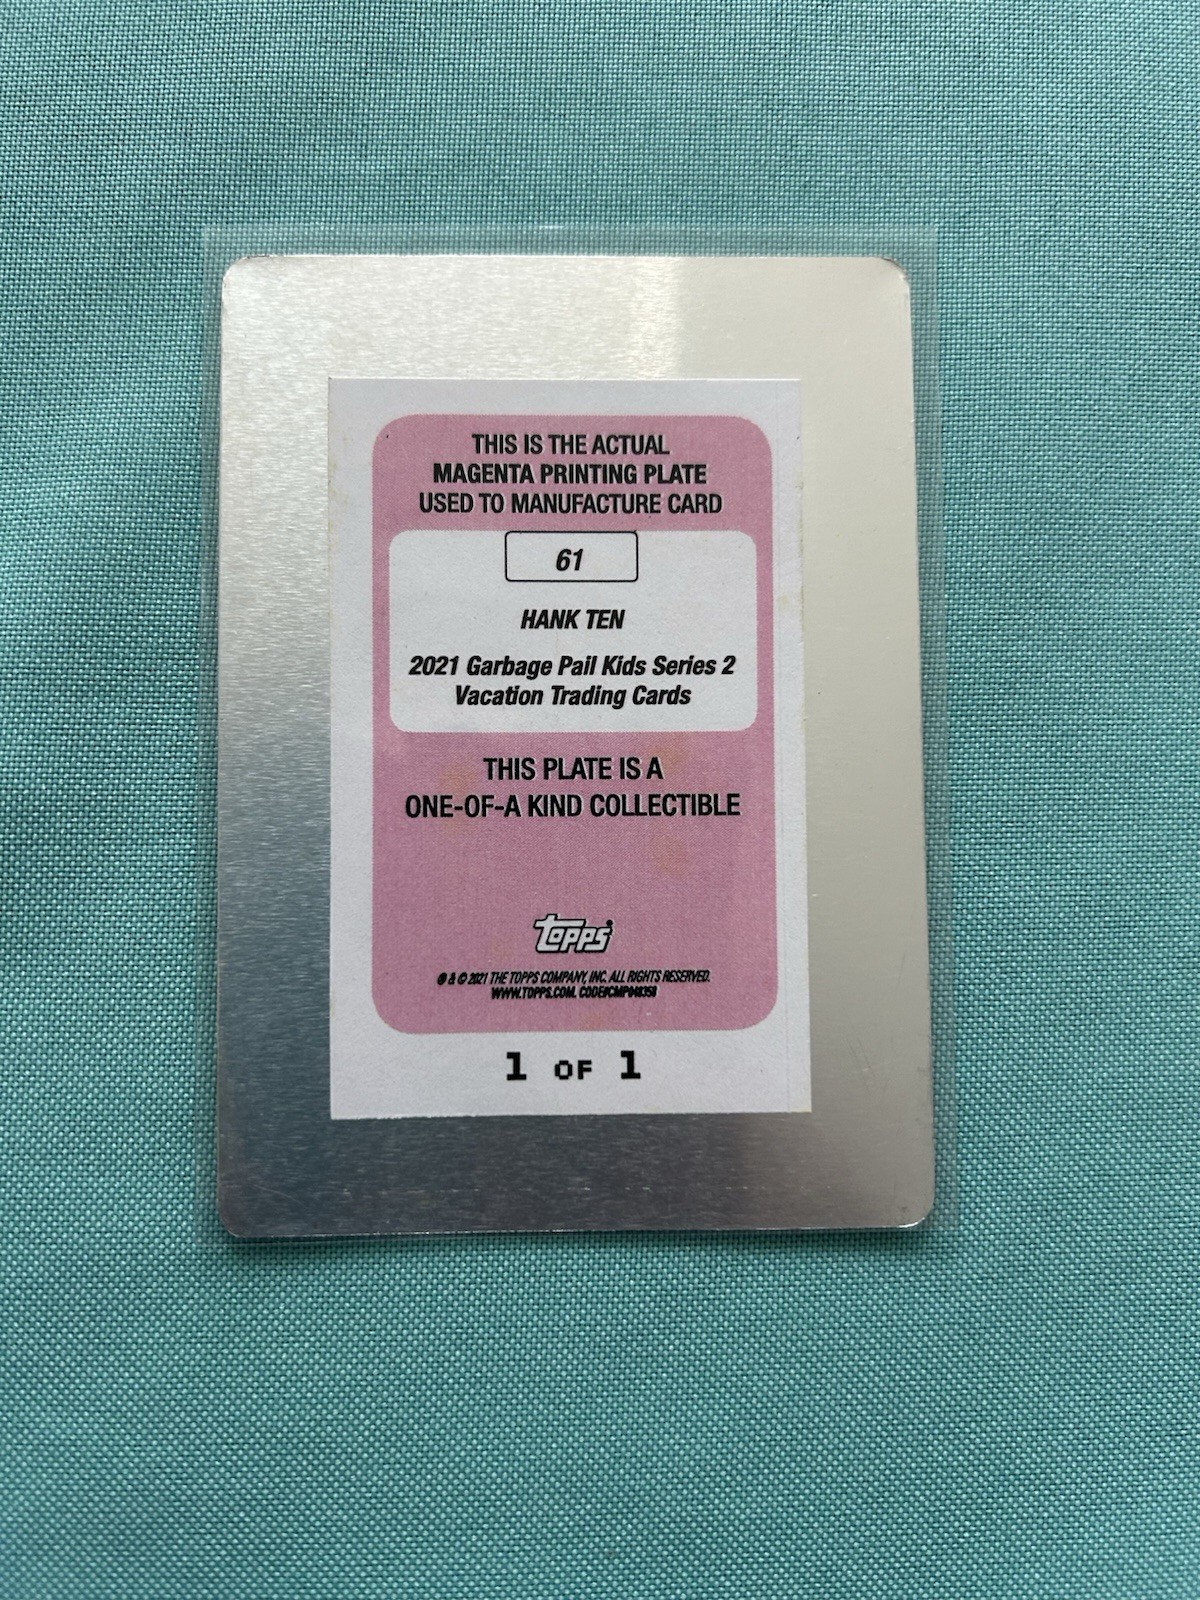 THIS IS THE ACTUAL
MAGENTA PRINTING PLATE
USED TO MANUFACTURE CARD
61
HANK TEN
2021 Garbage Pail Kids Series 2
Vacation Trading Cards
THIS PLATE IS A
ONE-OF-A KIND COLLECTIBLE
topps
® & © 2021 THE TOPPS COMPANY, INC. ALL RIGHTS RESERVED.
WWW.TOPPS.COM. CODE#CMP048358
1 OF 1